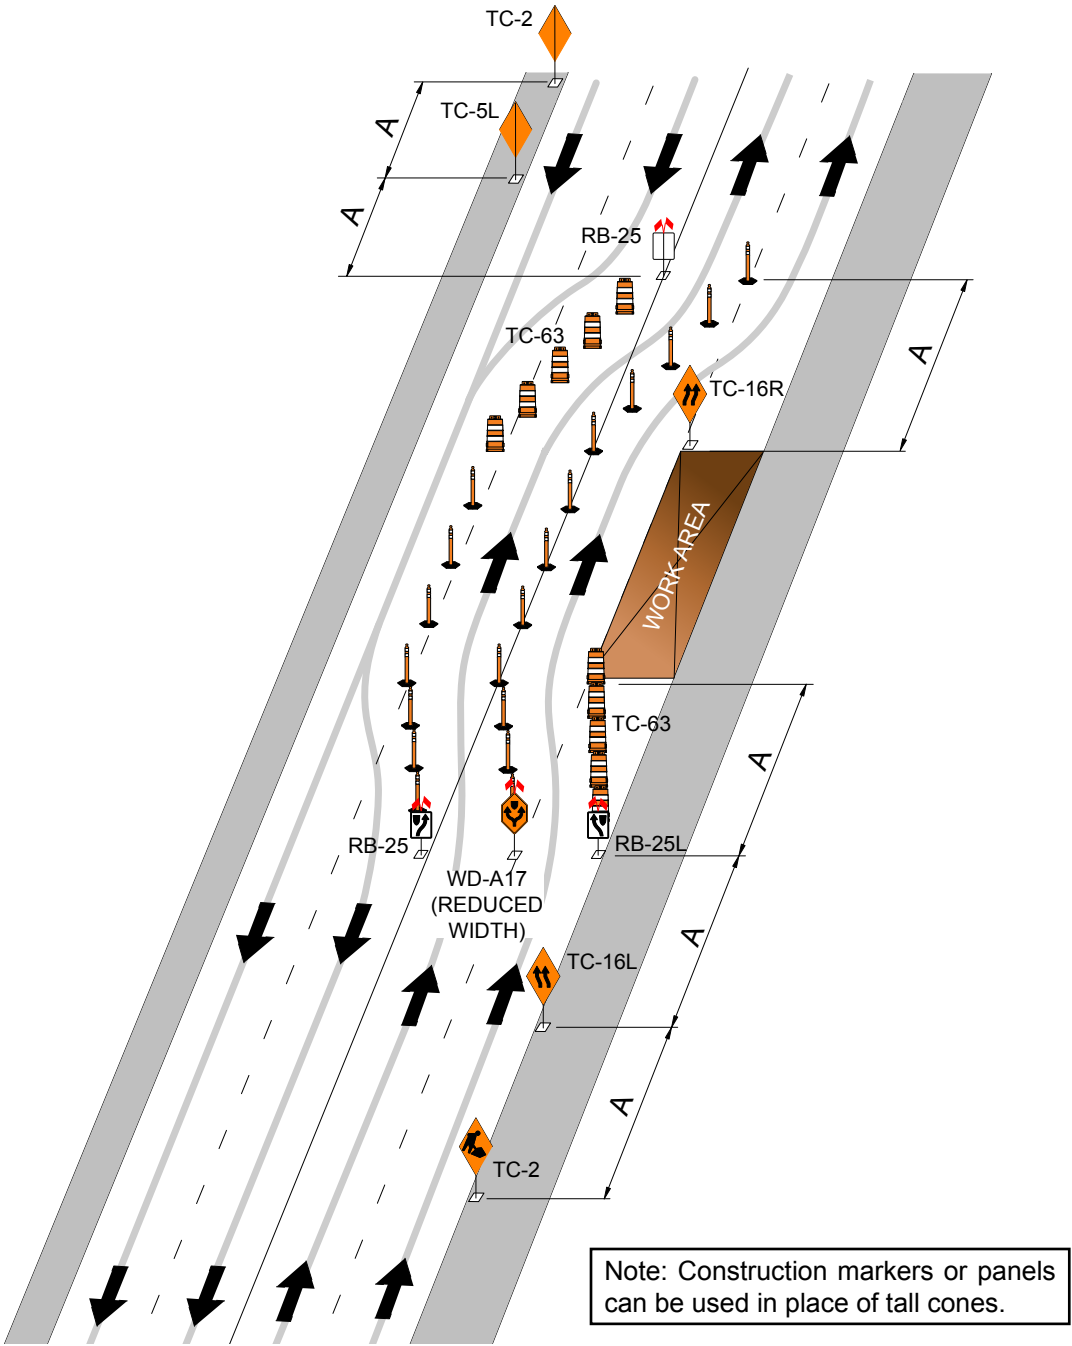 TC-2
TC-5L
A
A
RB-25
TC-63
A
TC-16R
WORK AREA
TC-63
A
RB-25
RB-25L
WD-A17
(REDUCED
WIDTH)
A
TC-16L
A
TC-2
Note: Construction markers or panels
can be used in place of tall cones.